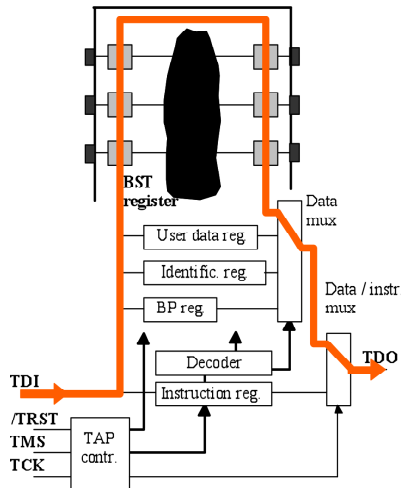 BST
register
Data
mux
User data reg.
Identific. reg.
Data / instr
mux
BP reg.
TDO
Decoder
TDI
Instruction reg.
/TRST
TMS
TAP
contr.
TCK